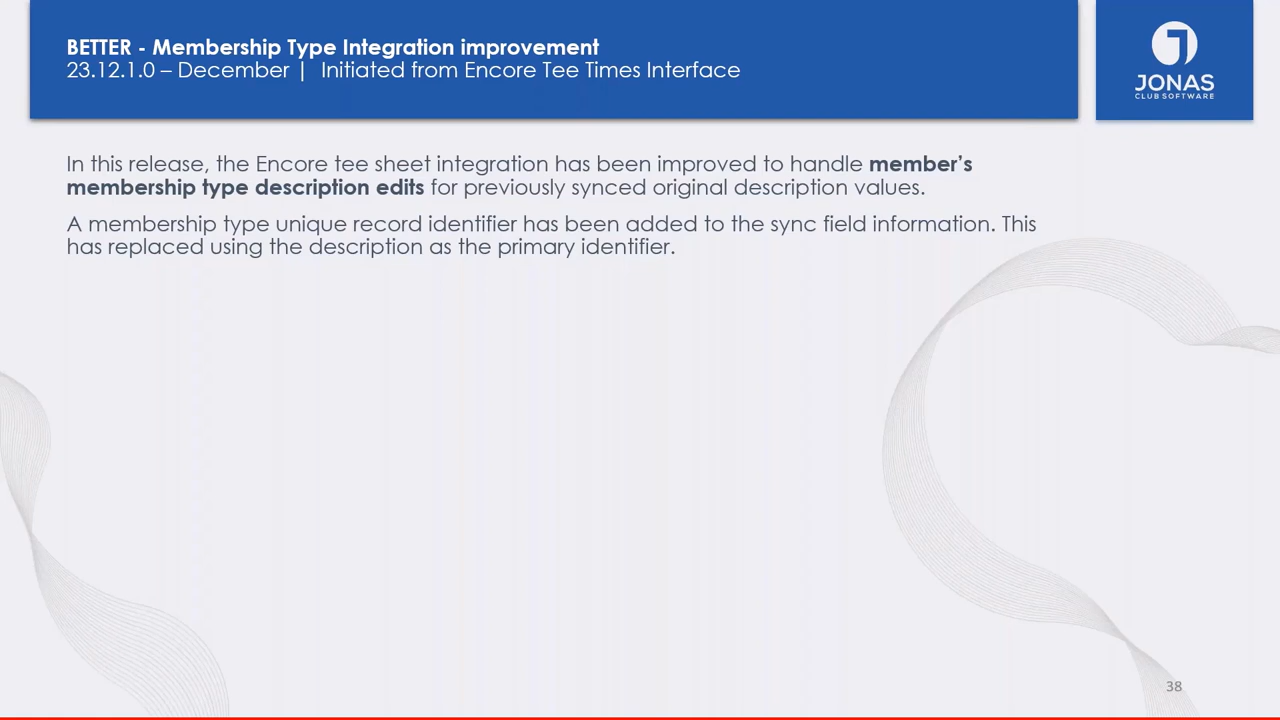 BETTER - Membership Type Integration improvement
23.12.1.0 – December | Initiated from Encore Tee Times Interface
JONAS
CLUB SOFTWARE
In this release, the Encore tee sheet integration has been improved to handle member’s
membership type description edits for previously synced original description values.
A membership type unique record identifier has been added to the sync field information. This
has replaced using the description as the primary identifier.
38